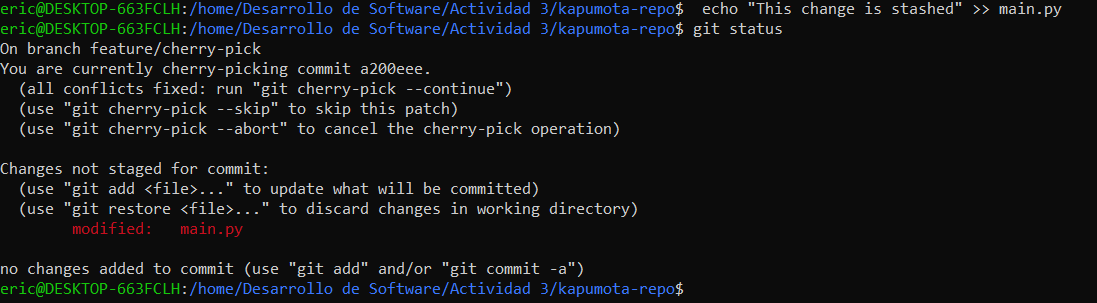 eric@DESKTOP-663FCLH:/home/Desarrollo de Software/Actividad 3/kapumota-repo$  echo "This change is stashed" >> main.py
eric@DESKTOP-663FCLH:/home/Desarrollo de Software/Actividad 3/kapumota-repo$ git status
On branch feature/cherry-pick
You are currently cherry-picking commit a200eee.
  (all conflicts fixed: run "git cherry-pick --continue")
  (use "git cherry-pick --skip" to skip this patch)
  (use "git cherry-pick --abort" to cancel the cherry-pick operation)

Changes not staged for commit:
  (use "git add <file>..." to update what will be committed)
  (use "git restore <file>..." to discard changes in working directory)
        modified:   main.py

no changes added to commit (use "git add" and/or "git commit -a")
eric@DESKTOP-663FCLH:/home/Desarrollo de Software/Actividad 3/kapumota-repo$